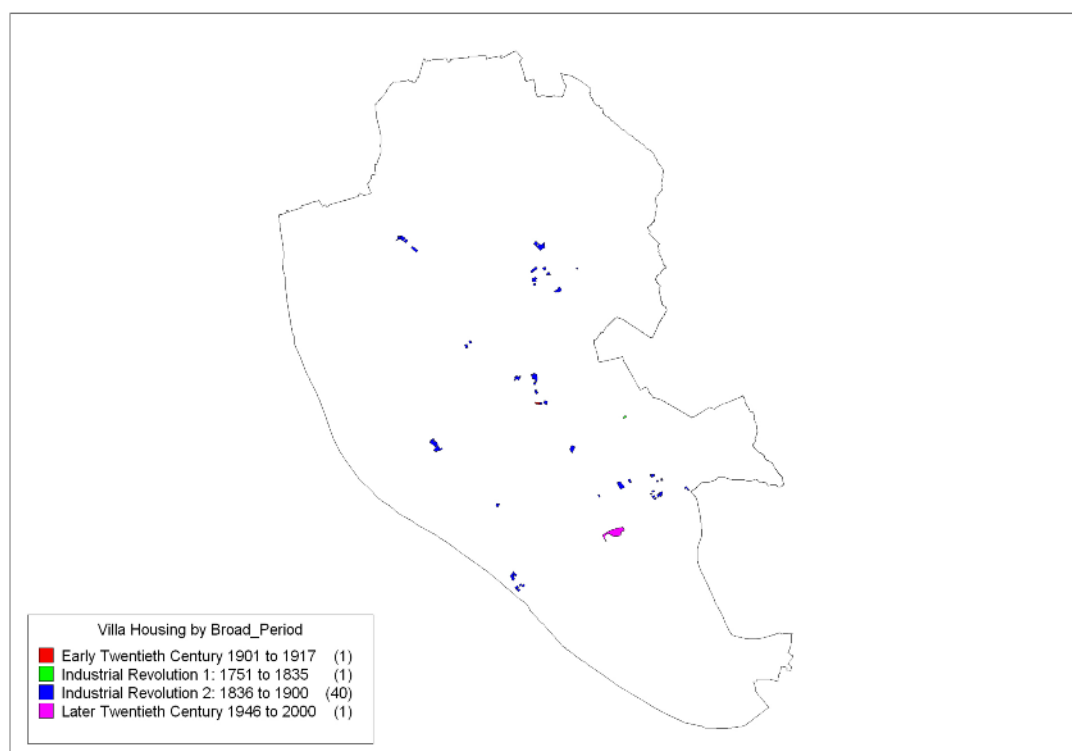 Villa Housing by Broad_Period
Early Twentieth Century 1901 to 1917 (1)
Industrial Revolution 1: 1751 to 1835 (1)
Industrial Revolution 2: 1836 to 1900 (40)
Later Twentieth Century 1946 to 2000 (1)